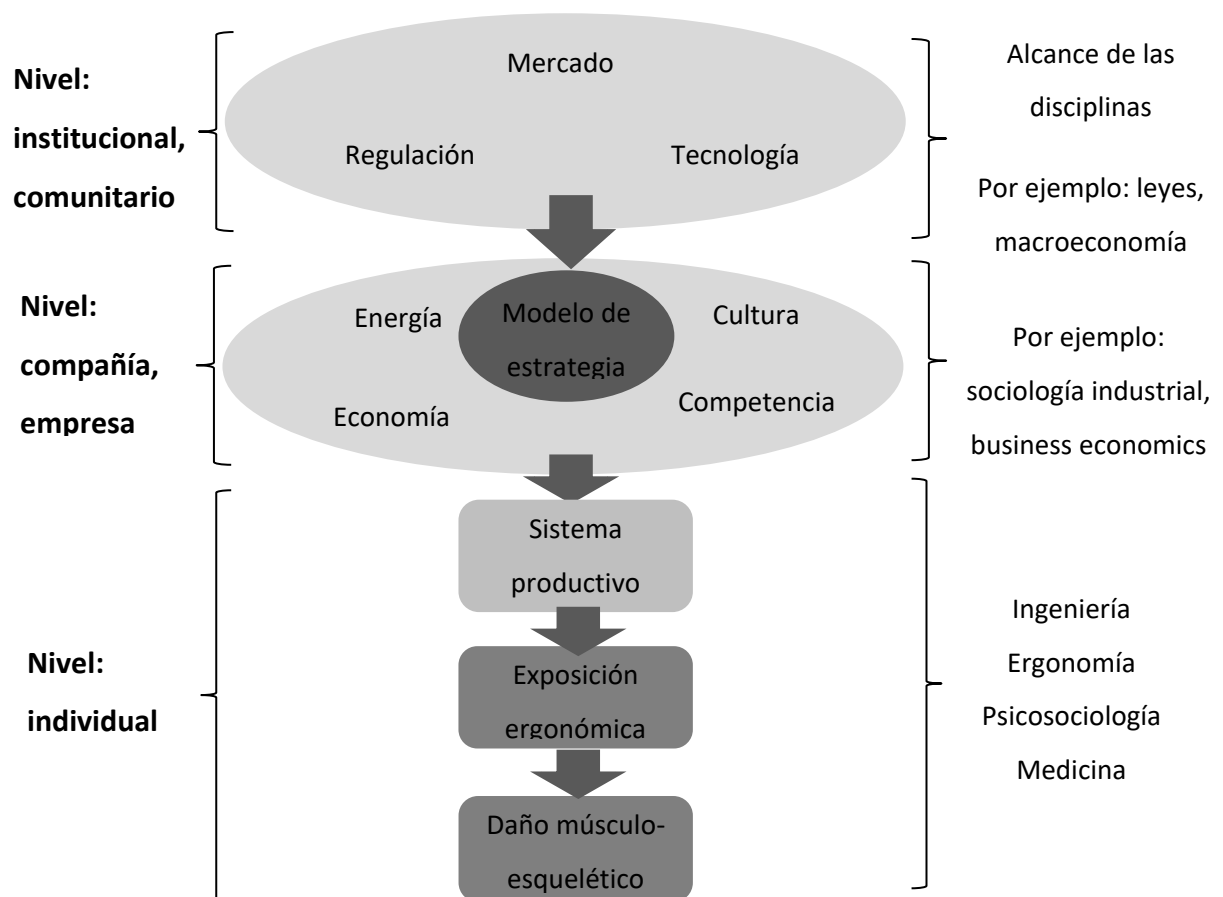 Nivel:
institucional,
comunitario
Mercado
Regulación
Tecnología
Alcance de las
disciplinas
Por ejemplo: leyes,
macroeconomía
Nivel:
compañía,
empresa
Energía
Modelo de
estrategia
Cultura
Economía
Competencia
Por ejemplo:
sociología industrial,
business economics
Nivel:
individual
Sistema
productivo
Exposición
ergonómica
Daño músculo-
esquelético
Ingeniería
Ergonomía
Psicosociología
Medicina